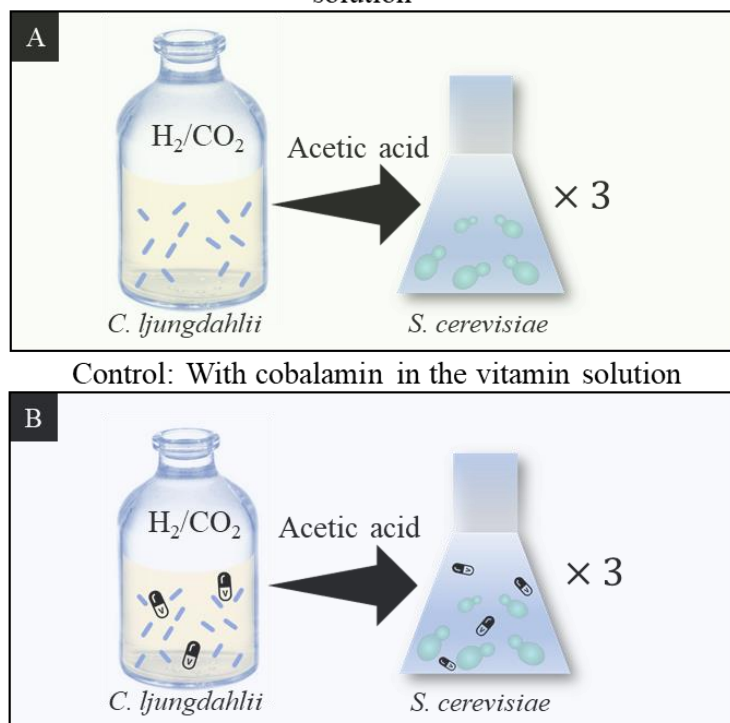 solution
A
H₂/CO₂
Acetic acid
× 3
C. ljungdahlii
S. cerevisiae
Control: With cobalamin in the vitamin solution
B
H₂/CO₂
Acetic acid
× 3
V
V
V
V
V
V
V
C. ljungdahlii
S. cerevisiae